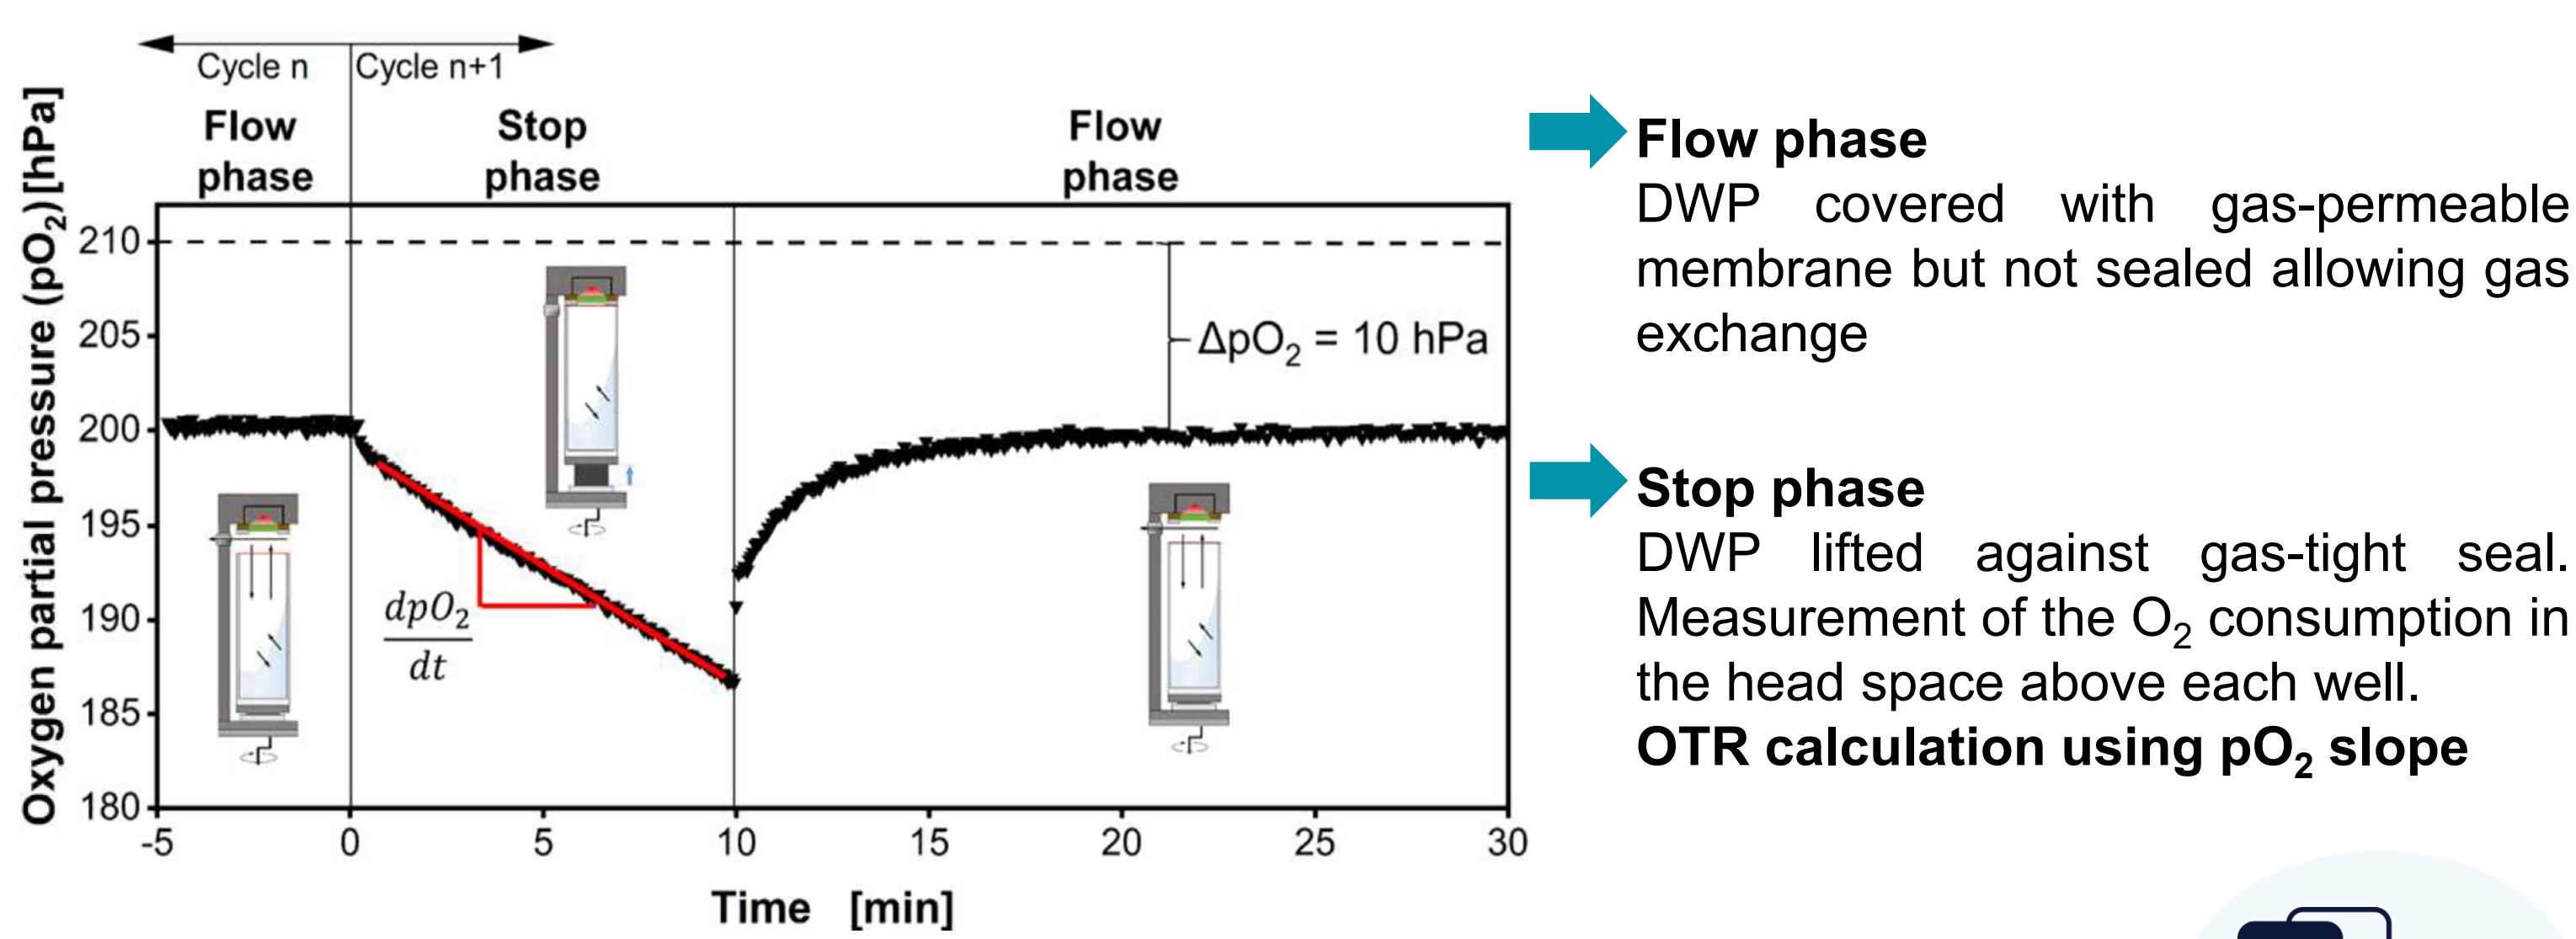 Cycle n
Cycle n+1
Flow
phase
Stop
phase
Flow
phase
Oxygen partial pressure (pO₂)[hPa]
210
205
200
195
190
185
180
ΔpO₂ = 10 hPa
dpO₂
dt
-5
0
5
10
15
20
25
30
Time [min]
Flow phase
DWP covered with gas-permeable
membrane but not sealed allowing gas
exchange
Stop phase
DWP lifted against gas-tight seal.
Measurement of the O₂ consumption in
the head space above each well.
OTR calculation using pO₂ slope